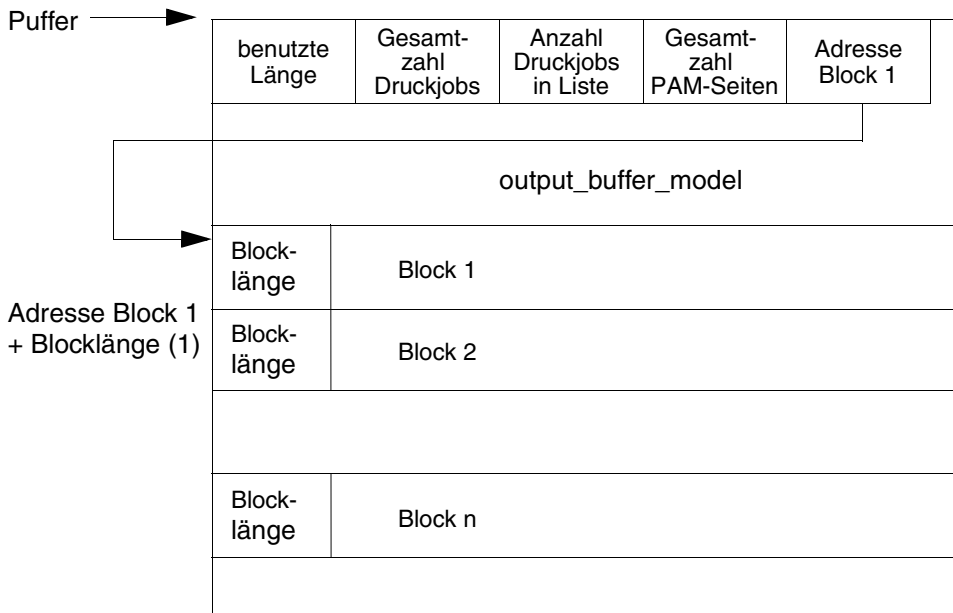 Puffer
benutzte
Länge
Gesamt-
zahl
Druckjobs
Anzahl
Druckjobs
in Liste
Gesamt-
zahl
PAM-Seiten
Adresse
Block 1
output_buffer_model
Block-
länge
Block 1
Adresse Block 1
+ Blocklänge (1)
Block-
länge
Block 2
Block-
länge
Block n